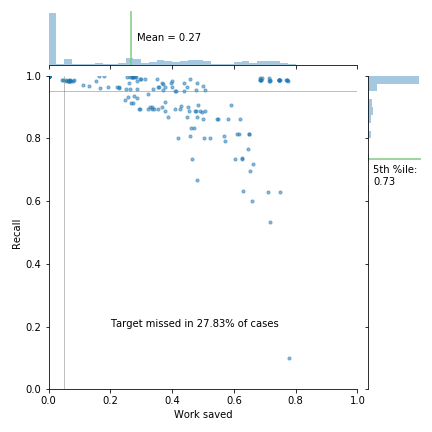 Mean = 0.27
1.0
0.8
0.6
0.4
0.2
0.0
Recall
5th %ile:
0.73
Target missed in 27.83% of cases
0.0 0.2 0.4 0.6 0.8 1.0
Work saved